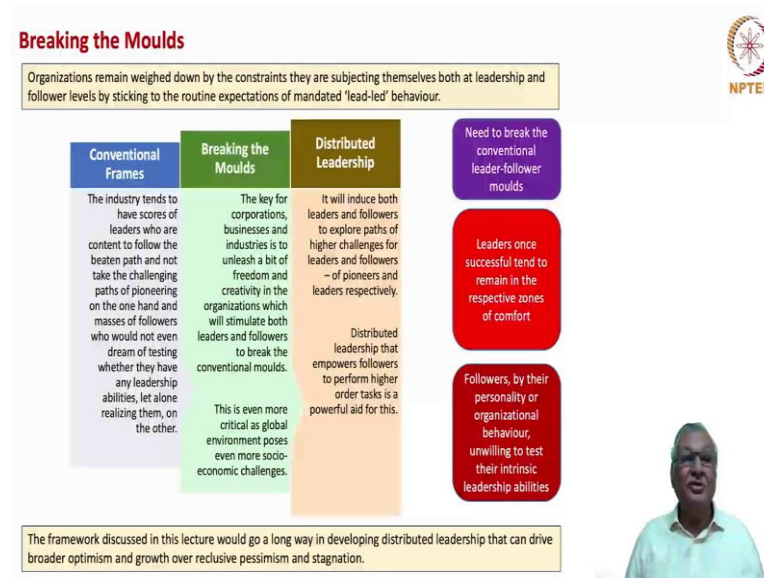 Breaking the Moulds
NPTEL
Organizations remain weighed down by the constraints they are subjecting themselves both at leadership and
follower levels by sticking to the routine expectations of mandated ‘lead-led’ behaviour.
Conventional
Frames
The industry tends to
have scores of
leaders who are
content to follow the
beaten path and not
take the challenging
paths of pioneering
on the one hand and
masses of followers
who would not even
dream of testing
whether they have
any leadership
abilities, let alone
realizing them, on
the other.
Breaking the
Moulds
The key for
corporations,
businesses and
industries is to
unleash a bit of
freedom and
creativity in the
organizations which
will stimulate both
leaders and followers
to break the
conventional moulds.
This is even more
critical as global
environment poses
even more socio-
economic challenges.
Distributed
Leadership
It will induce both
leaders and followers
to explore paths of
higher challenges for
leaders and followers
– of pioneers and
leaders respectively.
Distributed
leadership that
empowers followers
to perform higher
order tasks is a
powerful aid for this.
Need to break the
conventional
leader-follower
moulds
Leaders once
successful tend to
remain in the
respective zones
of comfort
Followers, by their
personality or
organizational
behaviour,
unwilling to test
their intrinsic
leadership abilities
The framework discussed in this lecture would go a long way in developing distributed leadership that can drive
broader optimism and growth over reclusive pessimism and stagnation.